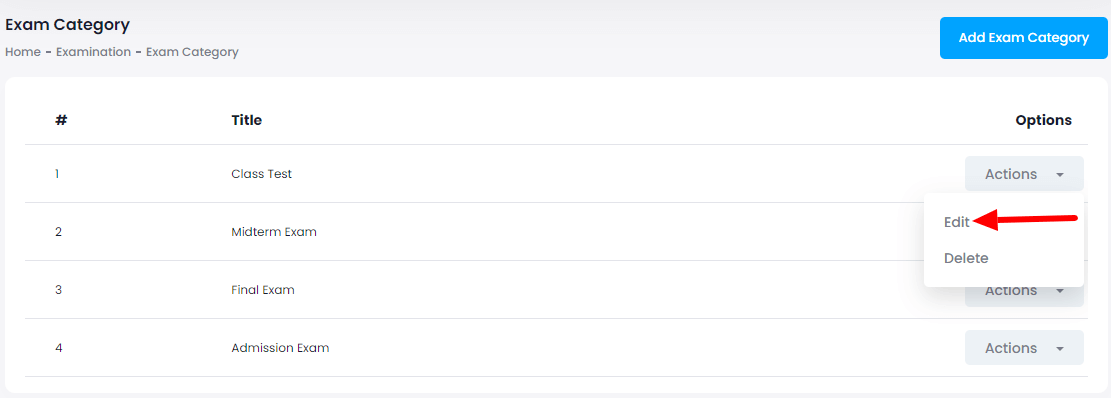 Exam Category
Home - Examination - Exam Category
Add Exam Category
# Title Options
1 Class Test Actions
Edit
2 Midterm Exam
Delete
3 Final Exam Actions
4 Admission Exam Actions